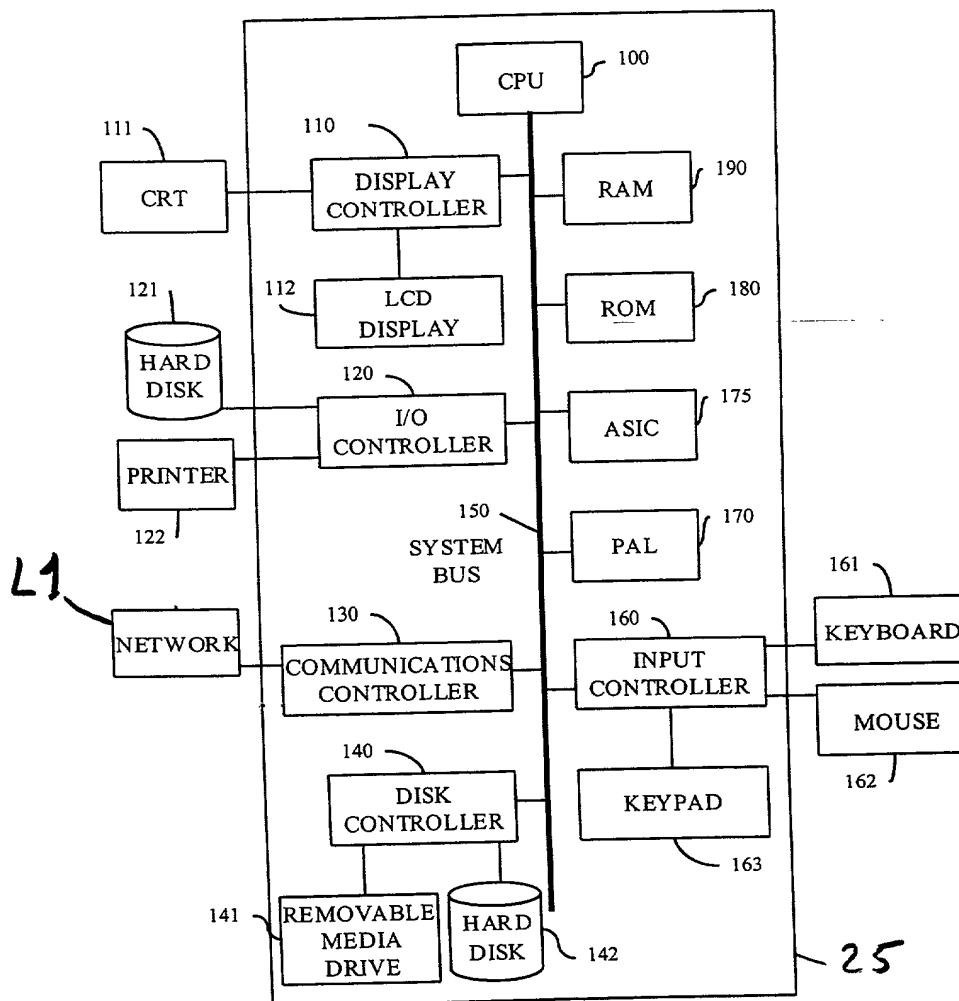 CPU
100
111
110
CRT
DISPLAY
CONTROLLER
RAM
190
121
112
LCD
DISPLAY
ROM
180
HARD
DISK
120
I/O
CONTROLLER
ASIC
175
PRINTER
122
150
SYSTEM
BUS
PAL
170
L1
NETWORK
130
COMMUNICATIONS
CONTROLLER
160
INPUT
CONTROLLER
161
KEYBOARD
MOUSE
162
140
DISK
CONTROLLER
KEYPAD
163
141
REMOVABLE
MEDIA
DRIVE
HARD
DISK
142
25